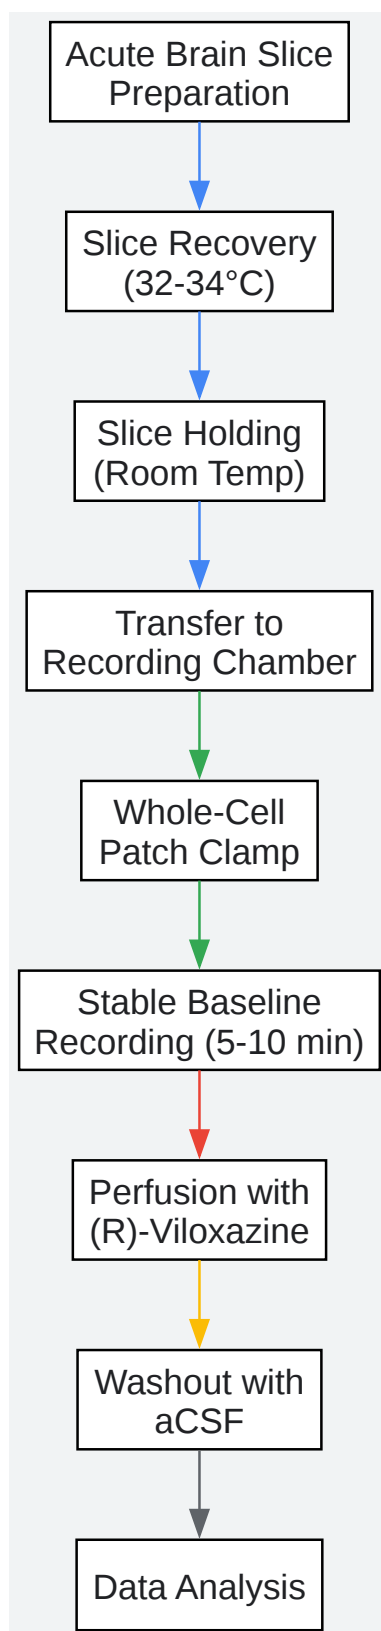 Acute Brain Slice
Preparation
Slice Recovery
(32-34°C)
Slice Holding
(Room Temp)
Transfer to
Recording Chamber
Whole-Cell
Patch Clamp
Stable Baseline
Recording (5-10 min)
Perfusion with
(R)-Viloxazine
Washout with
aCSF
Data Analysis